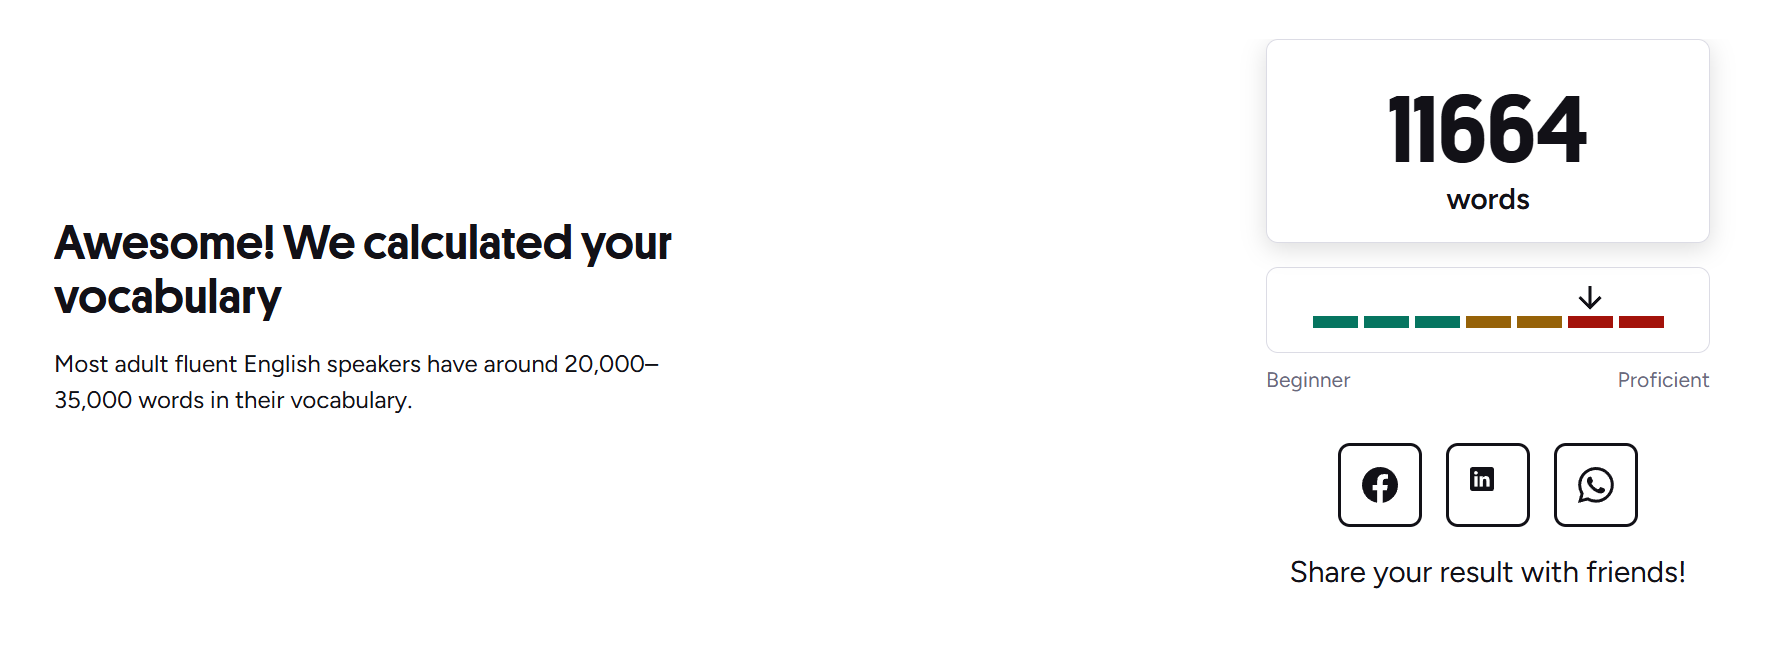 Awesome! We calculated your
vocabulary
Most adult fluent English speakers have around 20,000–
35,000 words in their vocabulary.
11664
words
Beginner
Proficient
in
Share your result with friends!